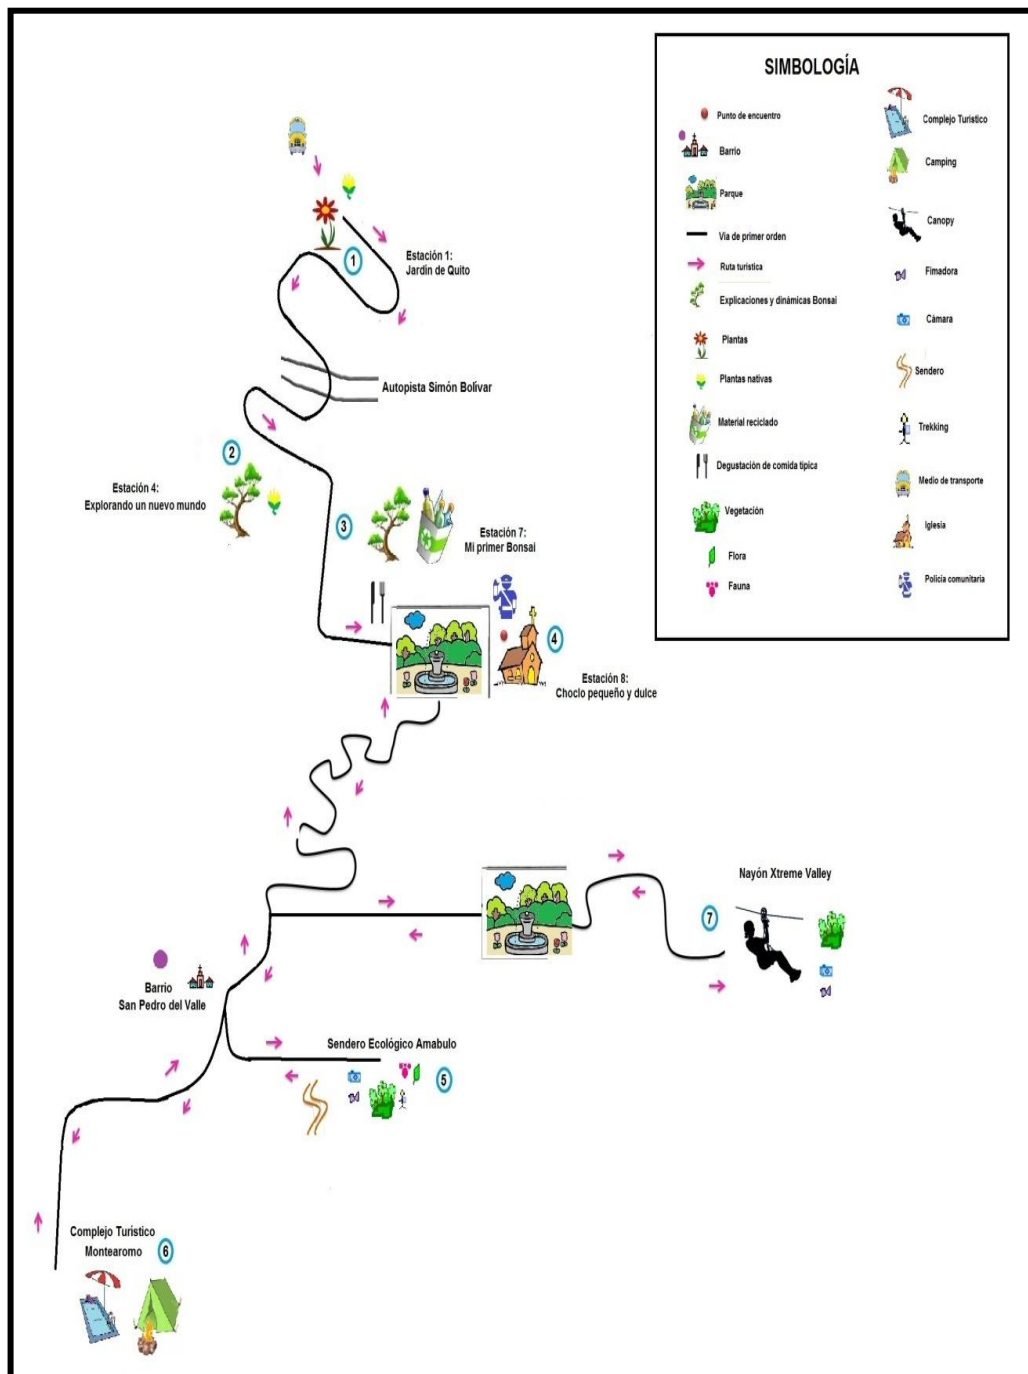 SIMBOLOGÍA
Punto de encuentro
Barrio
Parque
Vía de primer orden
Ruta turística
Explicaciones y dinámicas Bonsai
Plantas
Plantas nativas
Material reciclado
Degustación de comida típica
Vegetación
Flora
Fauna
Complejo Turístico
Camping
Canopy
Fimadora
Cámara
Sendero
Trekking
Medio de transporte
Iglesia
Policía comunitaria
1
Estación 1:
Jardín de Quito
Autopista Simón Bolívar
2
Estación 4:
Explorando un nuevo mundo
3
Estación 7:
Mi primer Bonsai
4
Estación 8:
Choclo pequeño y dulce
Nayón Xtreme Valley
7
Barrio
San Pedro del Valle
Sendero Ecológico Amabulo
5
Complejo Turístico
Montearomo
6